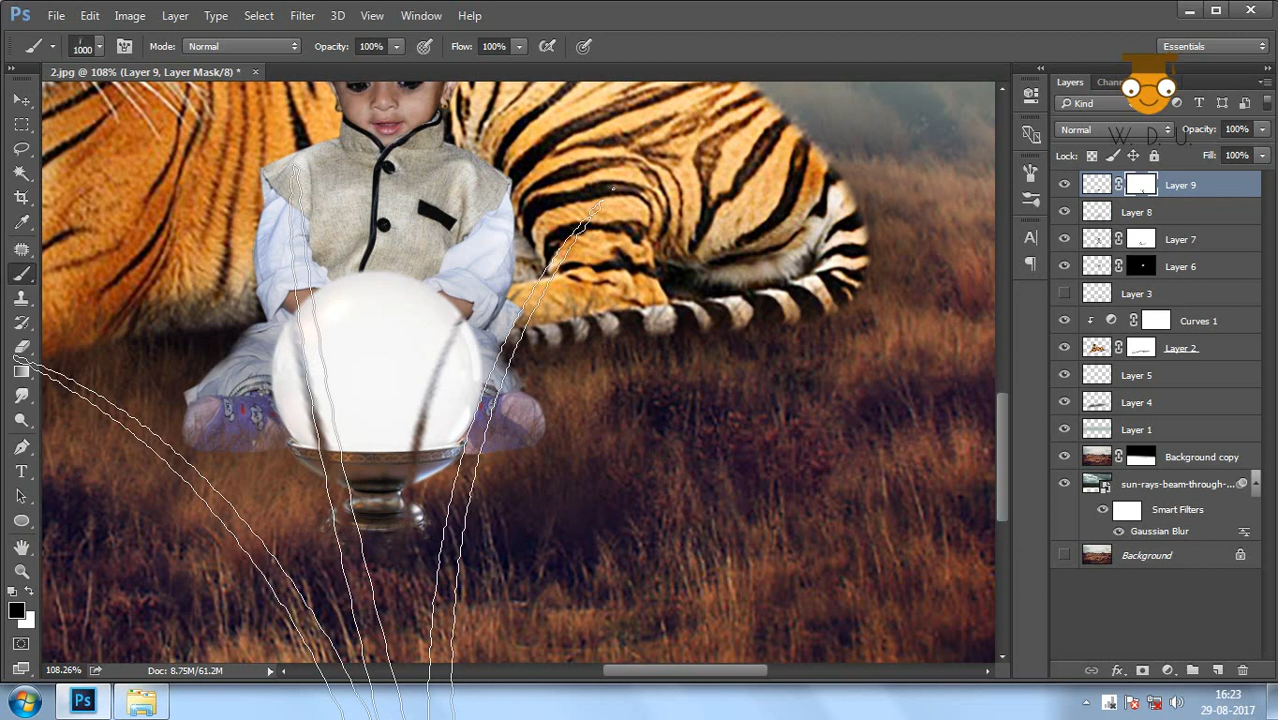 Ps File Edit Image Layer Type Select Filter 3D View Window Help
1000 Mode: Normal Opacity: 100% Flow: 100% Essentials
2.jpg @ 108% (Layer 9, Layer Mask/8) * ×
Layers Chann
Kind
Normal Opacity: 100%
W. D. U.
Lock: Fill: 100%
Layer 9
Layer 8
Layer 7
Layer 6
Layer 3
Curves 1
Layer 2
Layer 5
Layer 4
Layer 1
Background copy
sun-rays-beam-through-...
Smart Filters
Gaussian Blur
Background
108.26% Doc: 8.75M/61.2M
Ps 16:23
29-08-2017